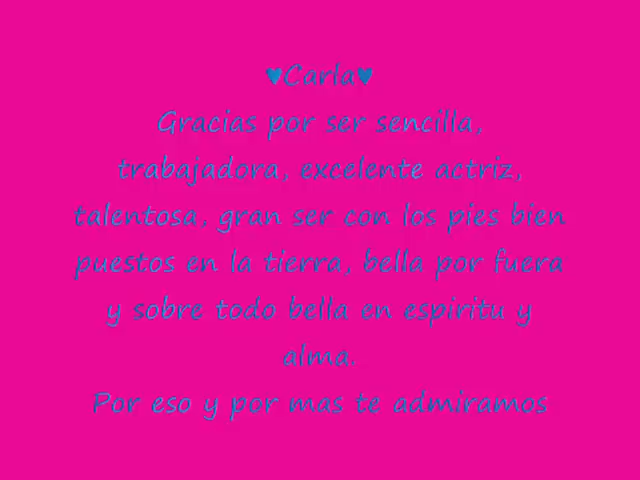 ♥Carla♥
Gracias por ser sencilla,
trabajadora, excelente actriz,
talentosa, gran ser con los pies bien
puestos en la tierra, bella por fuera
y sobre todo bella en espiritu y
alma.
Por eso y por mas te admiramos